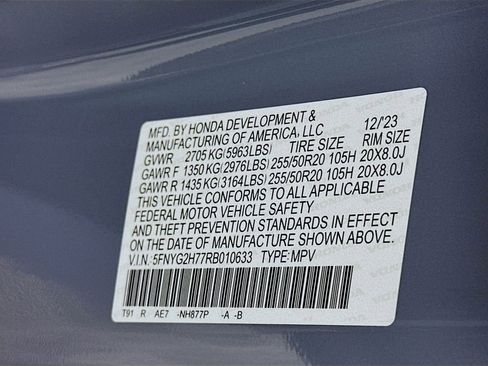 MFD. BY HONDA DEVELOPMENT & 12/'23
MANUFACTURING OF AMERICA, LLC
GVWR 2705 KG (5963LBS) TIRE SIZE RIM SIZE
GAWR F 1350 KG (2976LBS) 255/50R20 105H 20X8.0J
GAWR R 1435 KG (3164LBS) 255/50R20 105H 20X8.0J
THIS VEHICLE CONFORMS TO ALL APPLICABLE
FEDERAL MOTOR VEHICLE SAFETY
AND THEFT PREVENTION STANDARDS IN EFFECT
ON THE DATE OF MANUFACTURE SHOWN ABOVE.
V.I.N.: 5FNYG2H77RB010633 TYPE: MPV
T91 R AE7 -NH877P -A -B